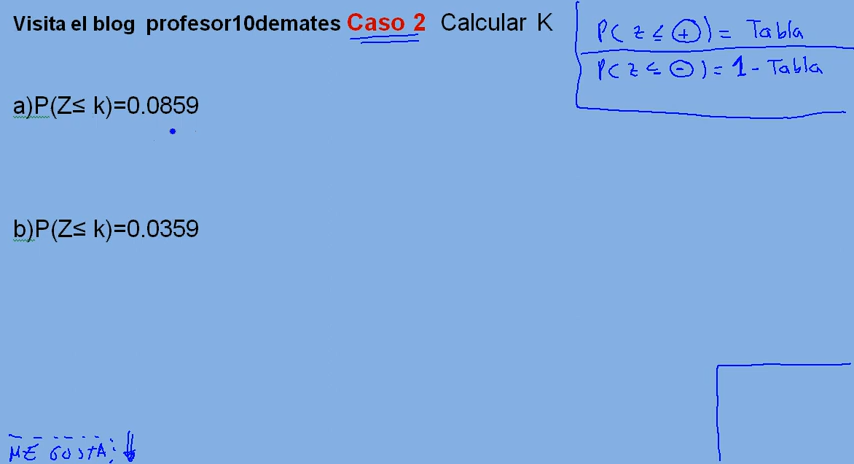 Visita el blog profesor10demates Caso 2 Calcular K
P( z ≤ ⊕ ) = Tabla
P( z ≤ ⊖ ) = 1 - Tabla
a)P(Z≤ k)=0.0859
b)P(Z≤ k)=0.0359
ME GUSTA: ↓